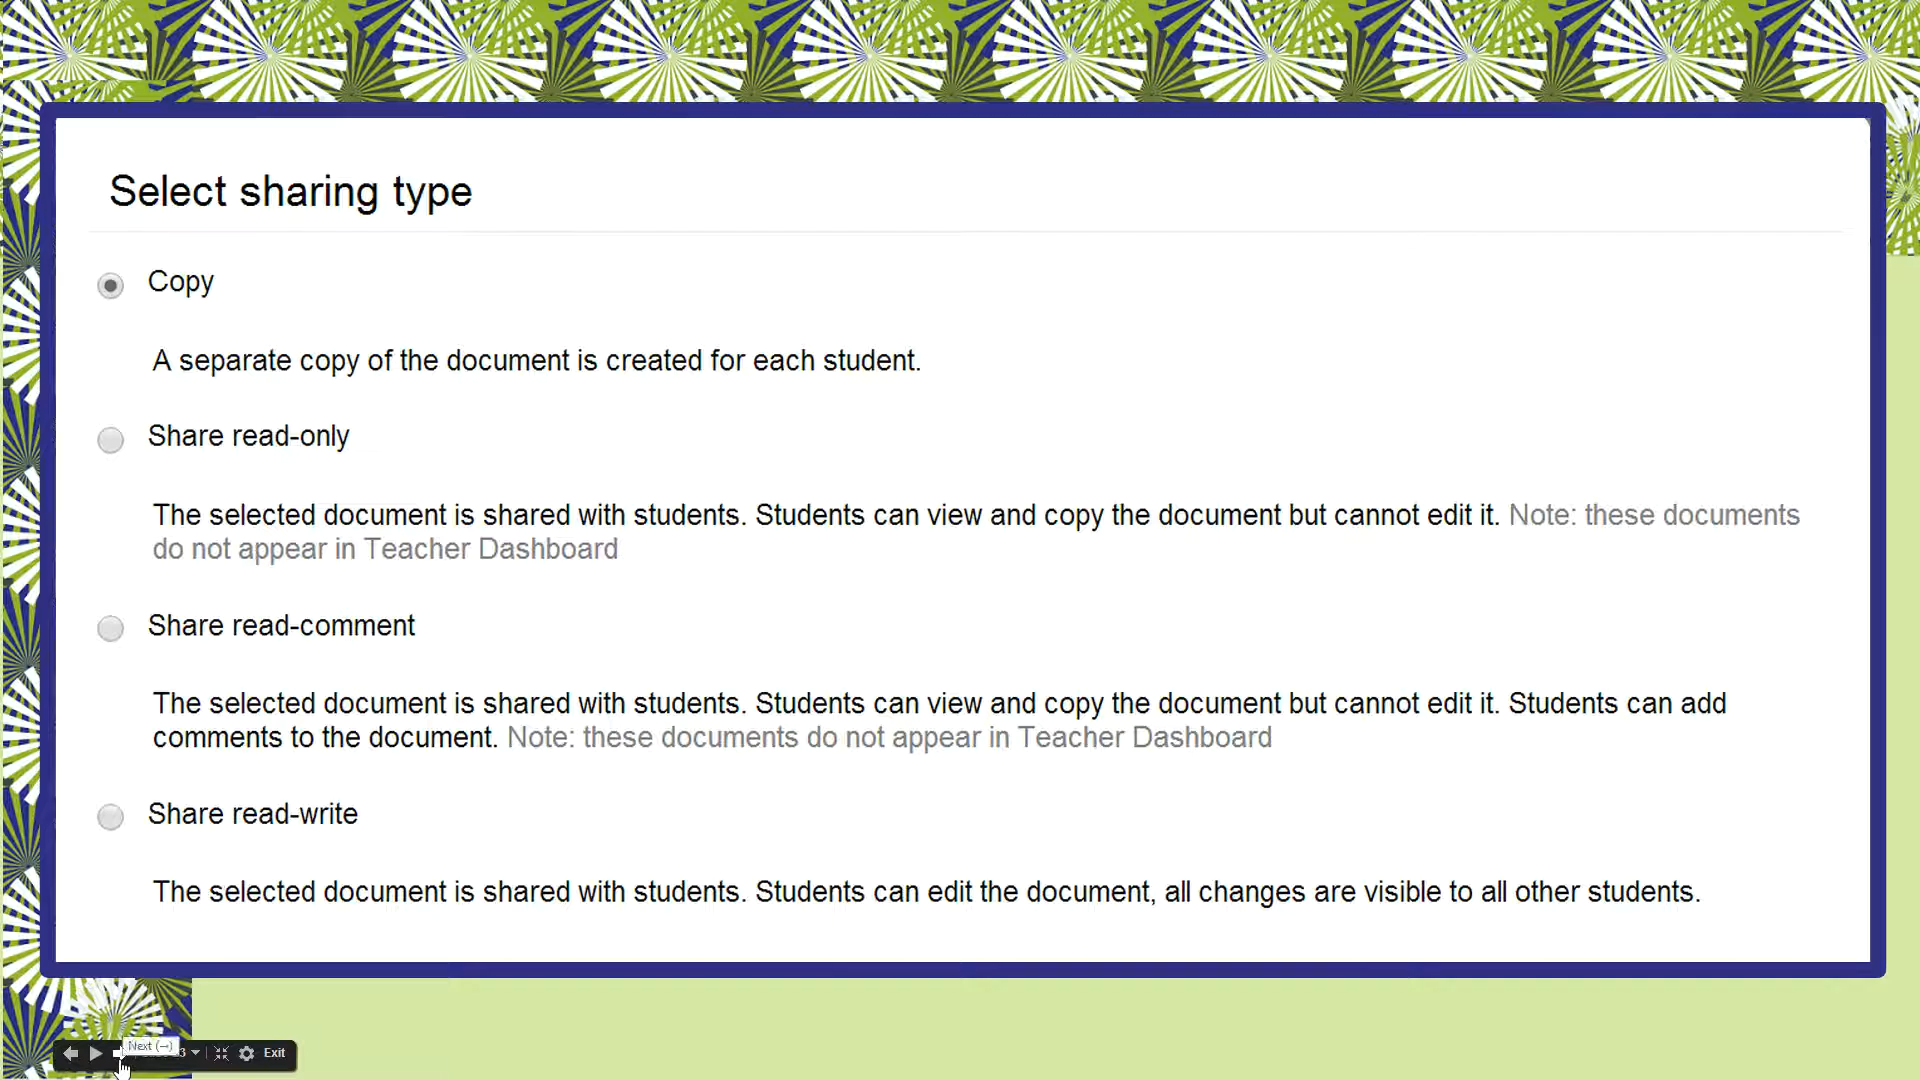 Select sharing type
Copy
A separate copy of the document is created for each student.
Share read-only
The selected document is shared with students. Students can view and copy the document but cannot edit it. Note: these documents
do not appear in Teacher Dashboard
Share read-comment
The selected document is shared with students. Students can view and copy the document but cannot edit it. Students can add
comments to the document. Note: these documents do not appear in Teacher Dashboard
Share read-write
The selected document is shared with students. Students can edit the document, all changes are visible to all other students.
Next (→)
Exit